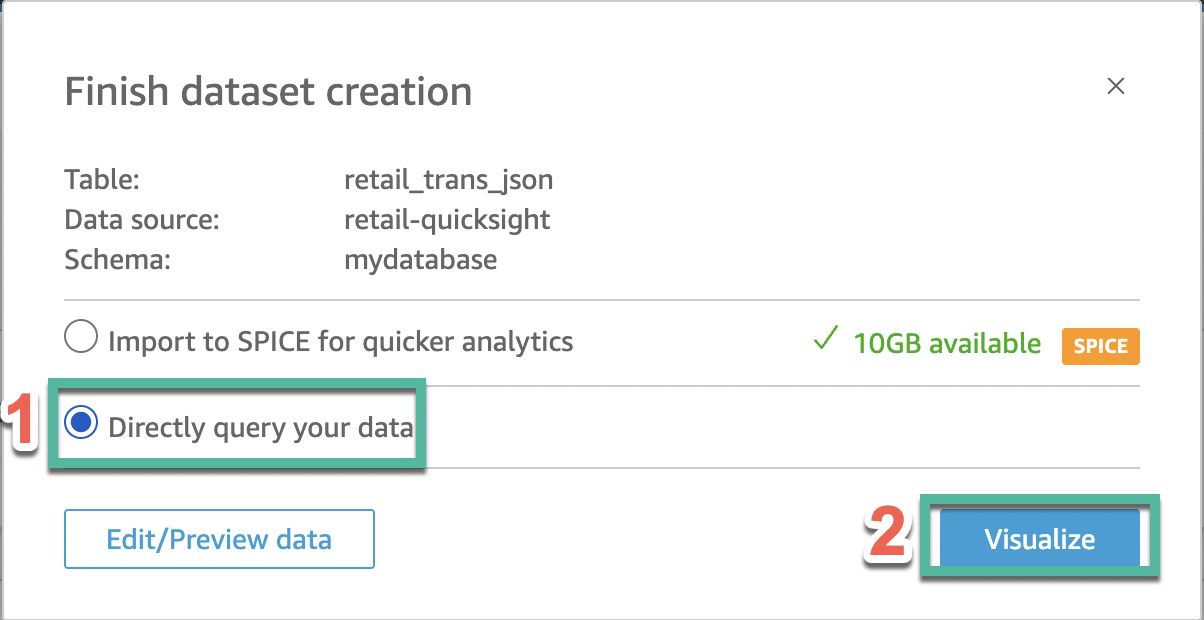 Finish dataset creation
Table: retail_trans_json
Data source: retail-quicksight
Schema: mydatabase
Import to SPICE for quicker analytics 10GB available SPICE
1 Directly query your data
Edit/Preview data 2 Visualize